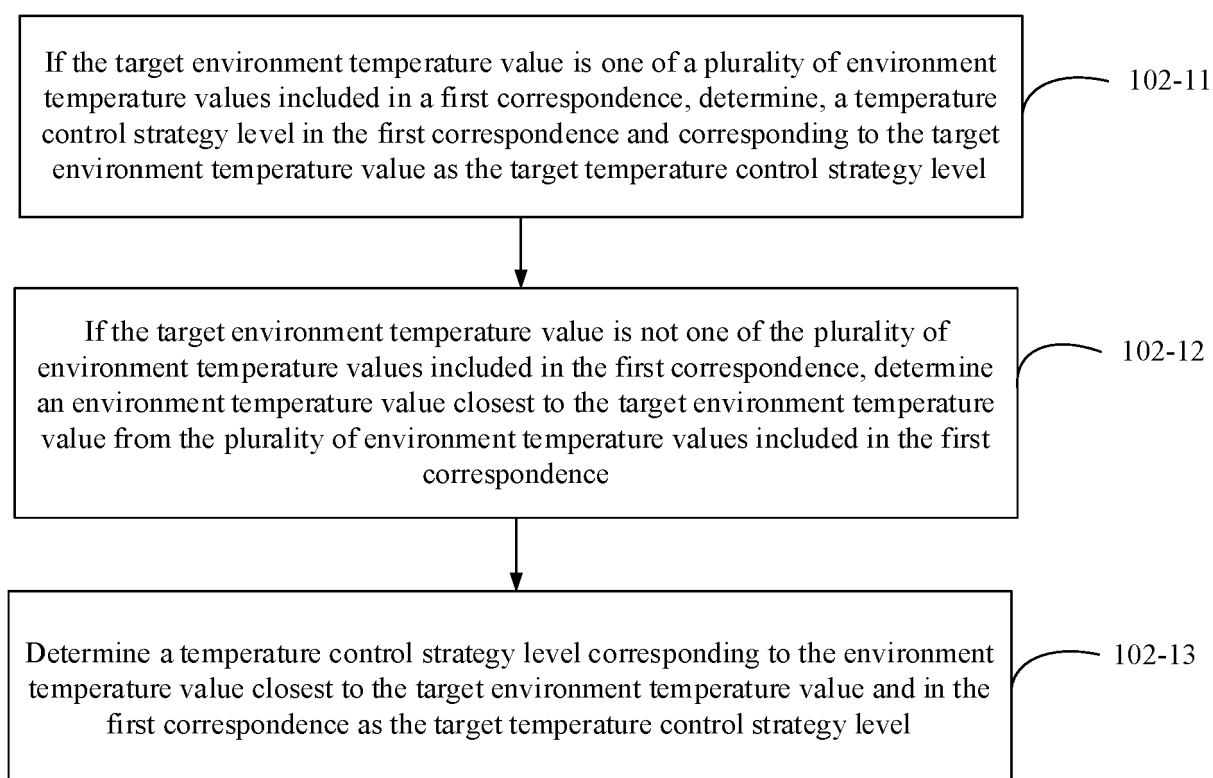 If the target environment temperature value is one of a plurality of environment
temperature values included in a first correspondence, determine, a temperature
control strategy level in the first correspondence and corresponding to the target
environment temperature value as the target temperature control strategy level
102-11
If the target environment temperature value is not one of the plurality of
environment temperature values included in the first correspondence, determine
an environment temperature value closest to the target environment temperature
value from the plurality of environment temperature values included in the first
correspondence
102-12
Determine a temperature control strategy level corresponding to the environment
temperature value closest to the target environment temperature value and in the
first correspondence as the target temperature control strategy level
102-13